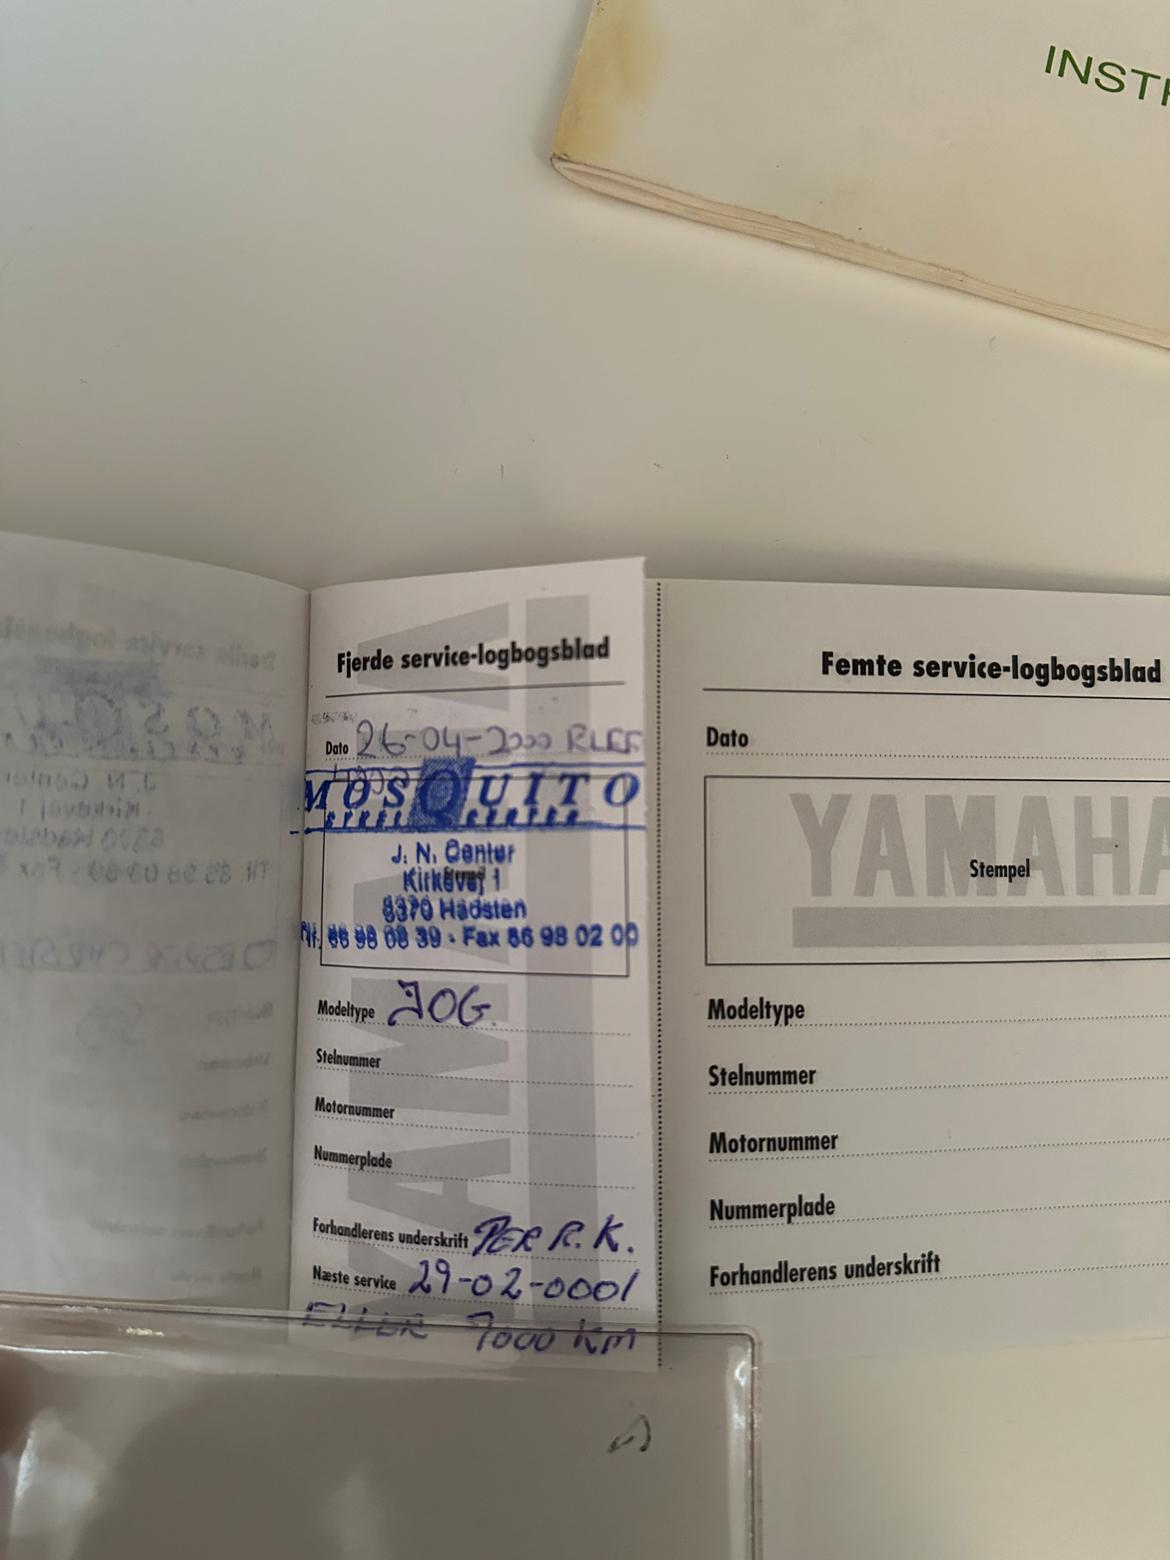 INSTR
Fjerde service-logbogsblad
Dato 26-04-2000
MOSQUITO
J. N. Center
Kirkevej 1
8370 Hadsten
Tlf. 86 98 08 39 - Fax 86 98 02 00
Modeltype JOG.
Stelnummer
Motornummer
Nummerplade
Forhandlerens underskrift PER R.K.
Næste service 29-02-0001
ELLER 7000 KM
Femte service-logbogsblad
Dato
YAMAHA
Stempel
Modeltype
Stelnummer
Motornummer
Nummerplade
Forhandlerens underskrift
YAMAHA